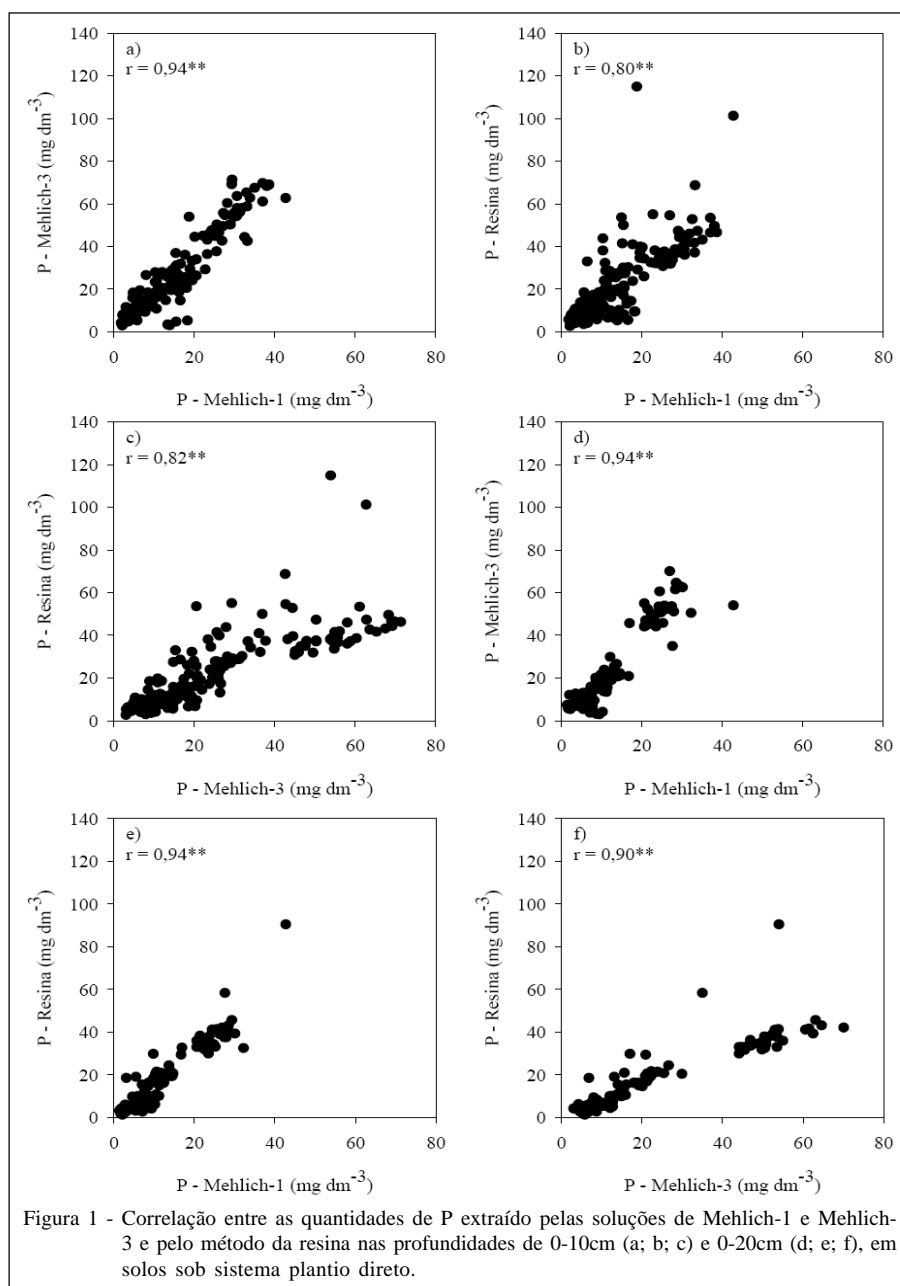 a)
r = 0,94**
P - Mehlich-3 (mg dm-3)
140
120
100
80
60
40
20
0
0 20 40 60 80
P - Mehlich-1 (mg dm-3)
b)
r = 0,80**
P - Resina (mg dm-3)
140
120
100
80
60
40
20
0
0 20 40 60 80
P - Mehlich-1 (mg dm-3)
c)
r = 0,82**
P - Resina (mg dm-3)
140
120
100
80
60
40
20
0
0 20 40 60 80
P - Mehlich-3 (mg dm-3)
d)
r = 0,94**
P - Mehlich-3 (mg dm-3)
140
120
100
80
60
40
20
0
0 20 40 60 80
P - Mehlich-1 (mg dm-3)
e)
r = 0,94**
P - Resina (mg dm-3)
140
120
100
80
60
40
20
0
0 20 40 60 80
P - Mehlich-1 (mg dm-3)
f)
r = 0,90**
P - Resina (mg dm-3)
140
120
100
80
60
40
20
0
0 20 40 60 80
P - Mehlich-3 (mg dm-3)
Figura 1 - Correlação entre as quantidades de P extraído pelas soluções de Mehlich-1 e Mehlich-
3 e pelo método da resina nas profundidades de 0-10cm (a; b; c) e 0-20cm (d; e; f), em
solos sob sistema plantio direto.